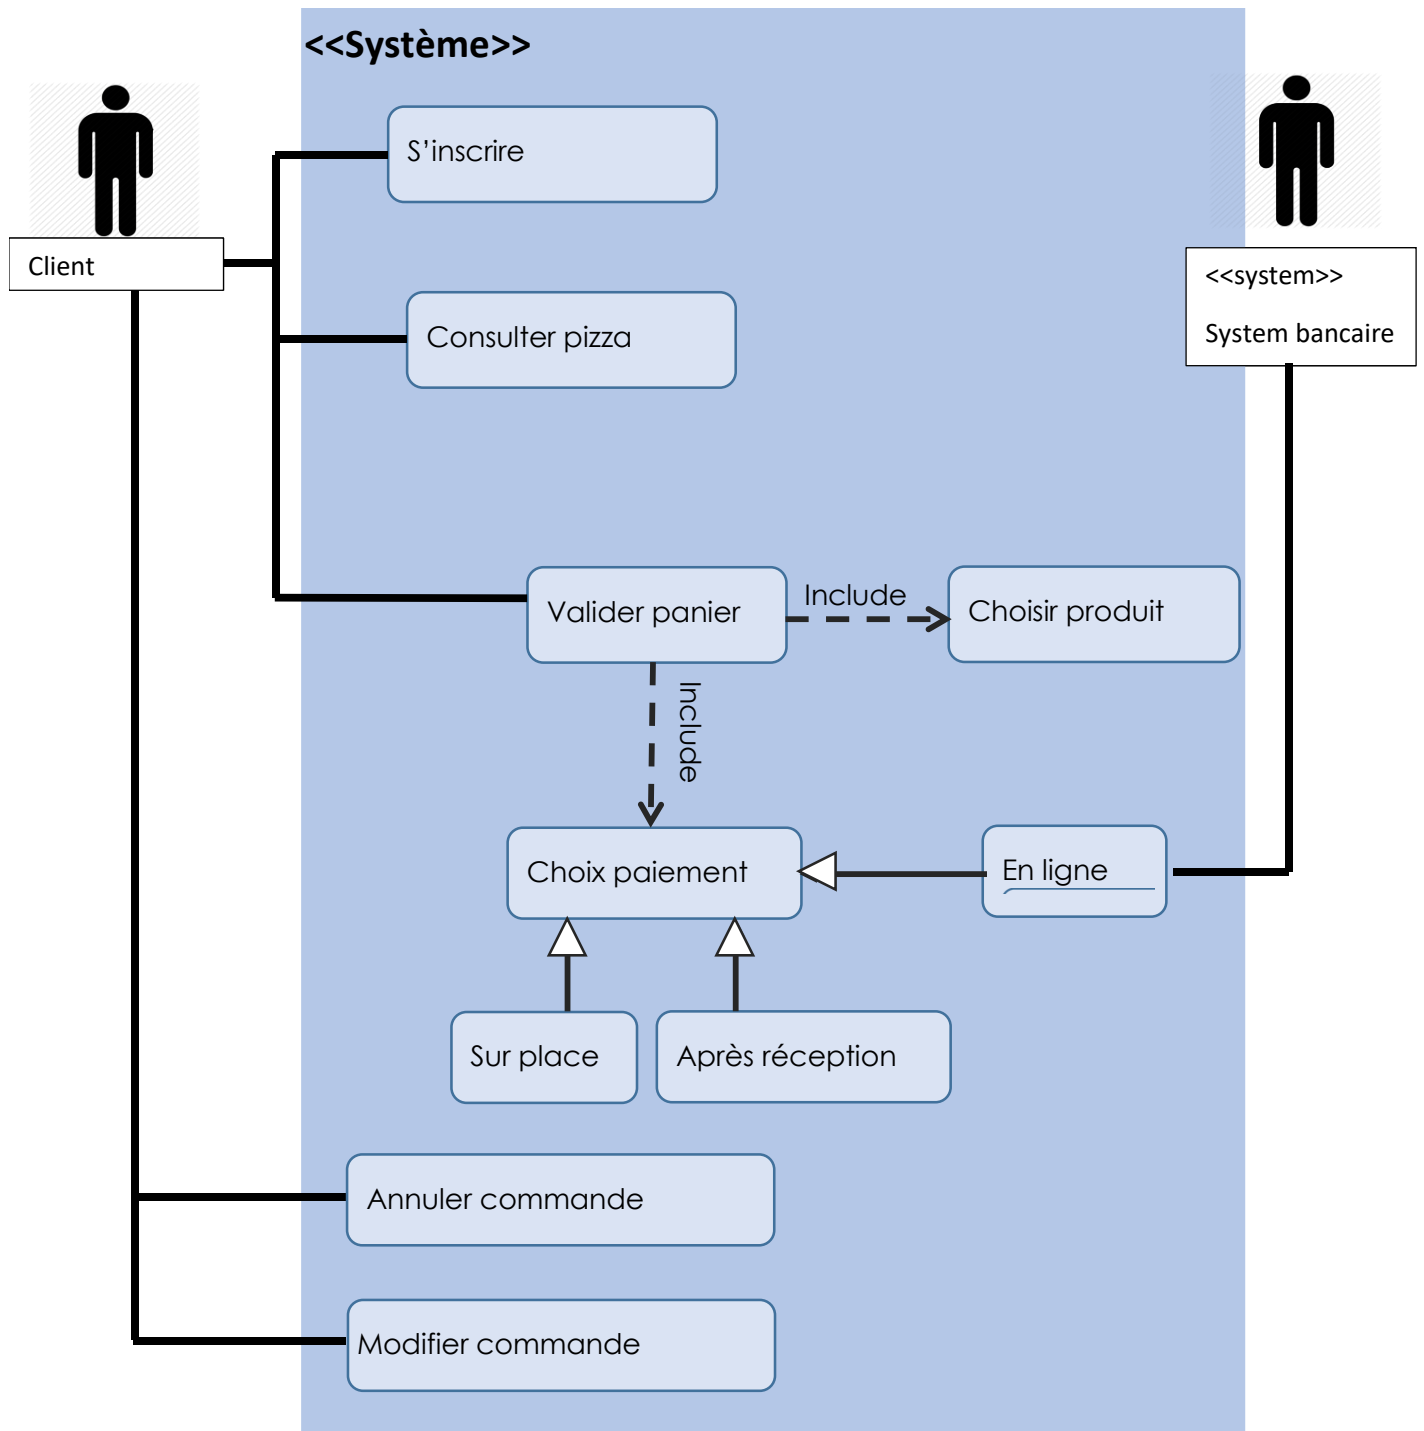 <<Système>>
S'inscrire
Client
<<system>>
System bancaire
Consulter pizza
Valider panier
Include
Choisir produit
Include
Choix paiement
En ligne
Sur place
Après réception
Annuler commande
Modifier commande